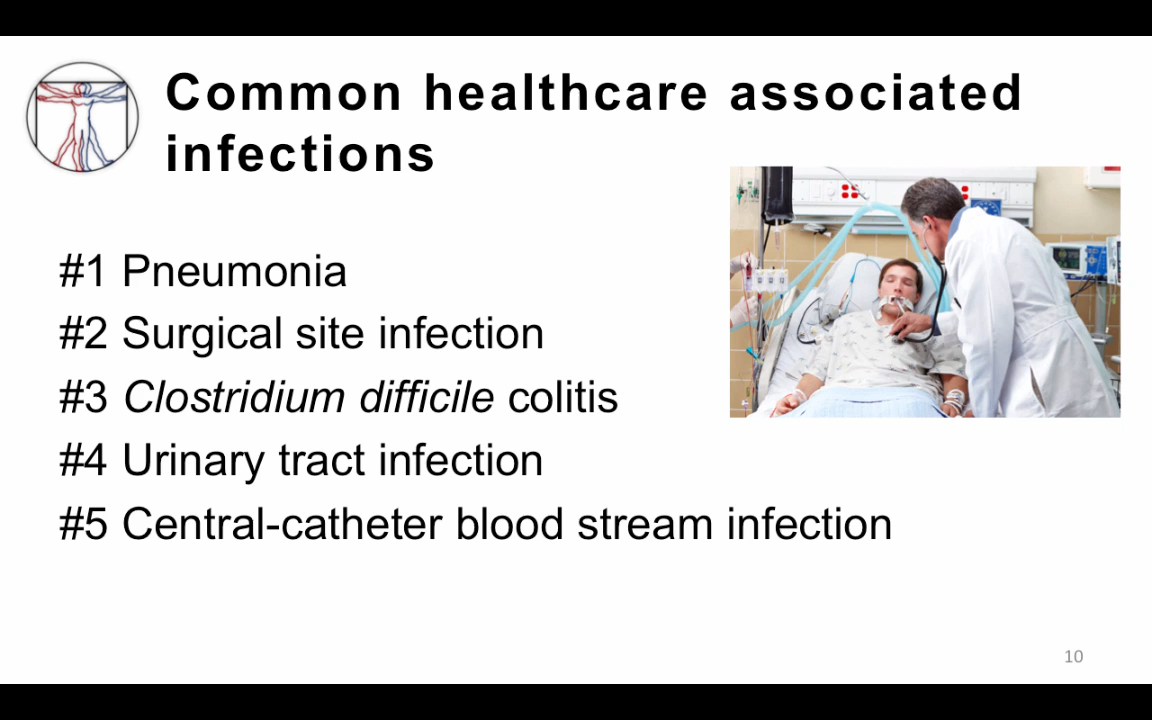 Common healthcare associated
infections
#1 Pneumonia
#2 Surgical site infection
#3 Clostridium difficile colitis
#4 Urinary tract infection
#5 Central-catheter blood stream infection
10